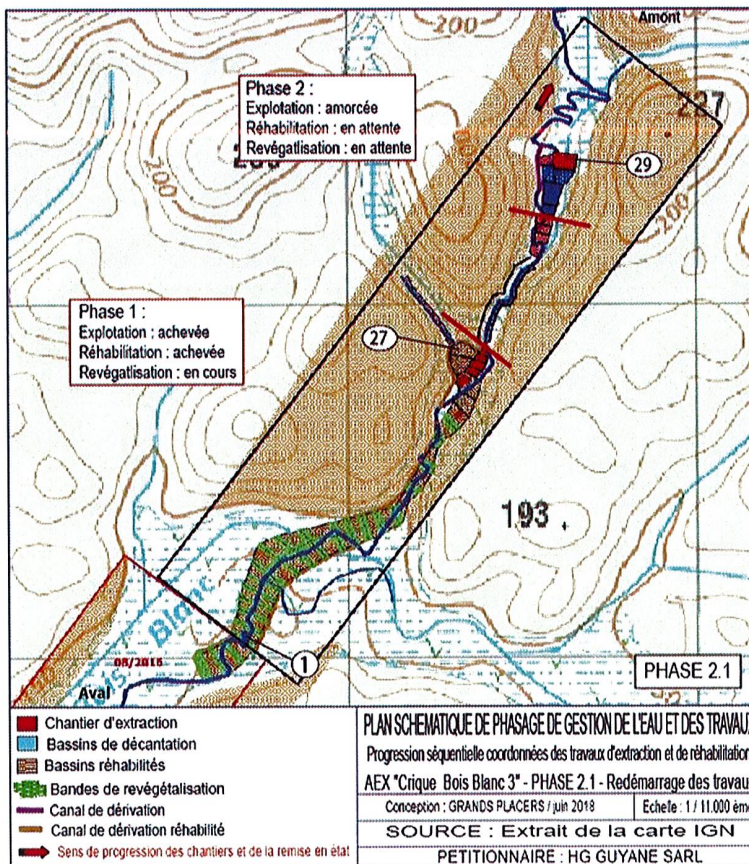 Amont
200
Phase 2 :
Explotation : amorcée
Réhabilitation : en attente
Revégatlisation : en attente
227
29
200
200
Phase 1 :
Explotation : achevée
Réhabilitation : achevée
Revégatlisation : en cours
27
193
Blanc
1
Aval
PHASE 2.1
Chantier d'extraction
Bassins de décantation
Bassins réhabilités
Bandes de revégétalisation
Canal de dérivation
Canal de dérivation réhabilité
Sens de progression des chantiers et de la remise en état
PLAN SCHEMATIQUE DE PHASAGE DE GESTION DE L'EAU ET DES TRAVAUX
Progression séquentielle coordonnées des travaux d'extraction et de réhabilitation
AEX "Crique Bois Blanc 3" - PHASE 2.1 - Redémarrage des travau
Conception : GRANDS PLACERS / juin 2018
Echelle : 1 / 11.000 ème
SOURCE : Extrait de la carte IGN
PETITIONNAIRE : HG GUYANE SARL